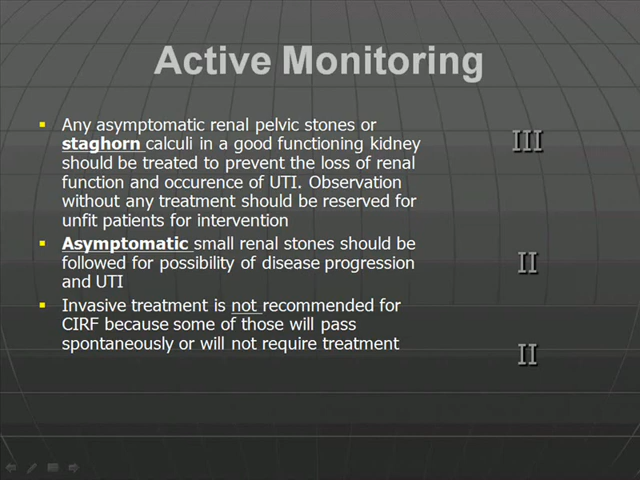 Active Monitoring
Any asymptomatic renal pelvic stones or
staghorn calculi in a good functioning kidney
should be treated to prevent the loss of renal
function and occurence of UTI. Observation
without any treatment should be reserved for
unfit patients for intervention
III
Asymptomatic small renal stones should be
followed for possibility of disease progression
and UTI
II
Invasive treatment is not recommended for
CIRF because some of those will pass
spontaneously or will not require treatment
II